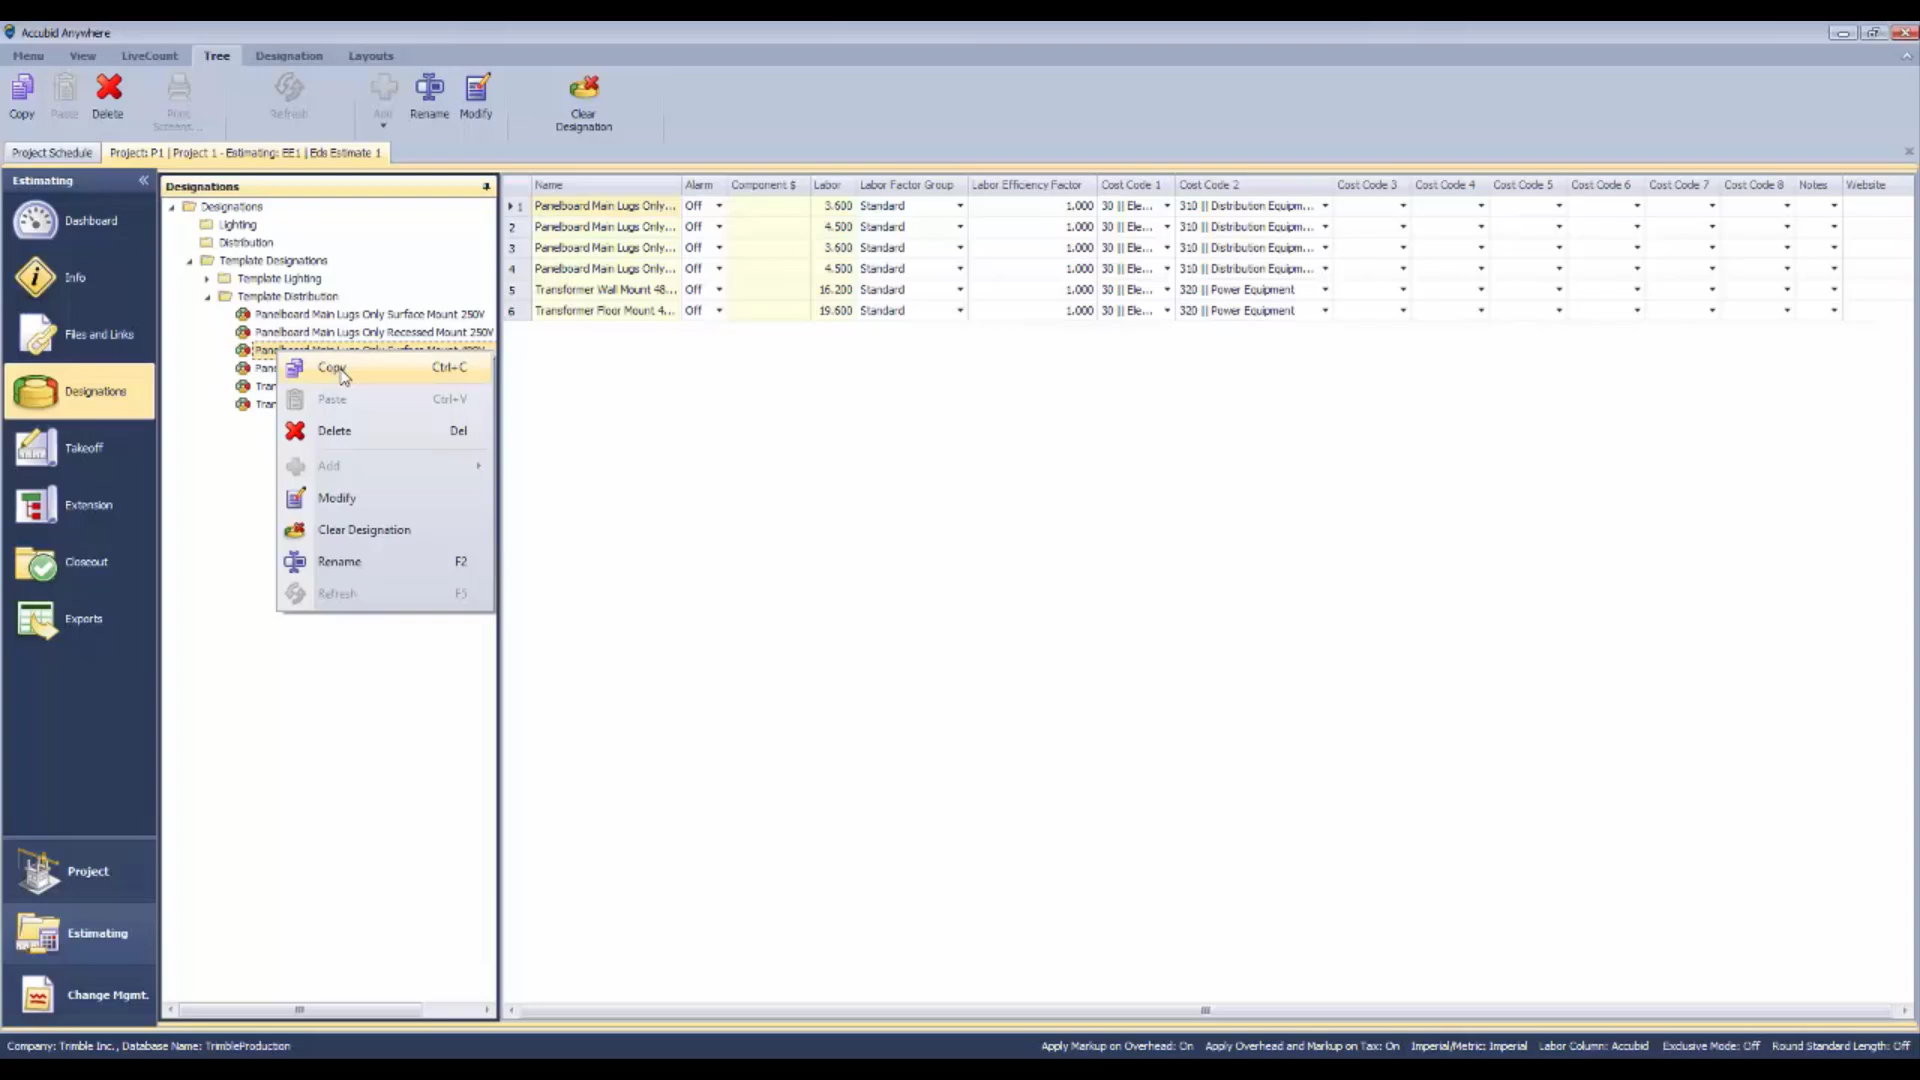 Accubid Anywhere
Menu View LiveCount Tree Designation Layouts
Copy Paste Delete Print Screens... Refresh Add Rename Modify Clear Designation
Project Schedule Project: P1 | Project 1 - Estimating: EE1 | Eds Estimate 1
Estimating
Dashboard
Info
Files and Links
Designations
Takeoff
Extension
Closeout
Exports
Project
Estimating
Change Mgmt.
Designations
Designations
Lighting
Distribution
Template Designations
Template Lighting
Template Distribution
Panelboard Main Lugs Only Surface Mount 250V
Panelboard Main Lugs Only Recessed Mount 250V
Copy Ctrl+C
Paste Ctrl+V
Delete Del
Add
Modify
Clear Designation
Rename F2
Refresh F5
Name Alarm Component $ Labor Labor Factor Group Labor Efficiency Factor Cost Code 1 Cost Code 2 Cost Code 3 Cost Code 4 Cost Code 5 Cost Code 6 Cost Code 7 Cost Code 8 Notes Website
1 Panelboard Main Lugs Only... Off 3.600 Standard 1.000 30 || Ele... 310 || Distribution Equipm...
2 Panelboard Main Lugs Only... Off 4.500 Standard 1.000 30 || Ele... 310 || Distribution Equipm...
3 Panelboard Main Lugs Only... Off 3.600 Standard 1.000 30 || Ele... 310 || Distribution Equipm...
4 Panelboard Main Lugs Only... Off 4.500 Standard 1.000 30 || Ele... 310 || Distribution Equipm...
5 Transformer Wall Mount 48... Off 16.200 Standard 1.000 30 || Ele... 320 || Power Equipment
6 Transformer Floor Mount 4... Off 19.600 Standard 1.000 30 || Ele... 320 || Power Equipment
Company: Trimble Inc., Database Name: TrimbleProduction Apply Markup on Overhead: On Apply Overhead and Markup on Tax: On Imperial/Metric: Imperial Labor Column: Accubid Exclusive Mode: Off Round Standard Length: Off